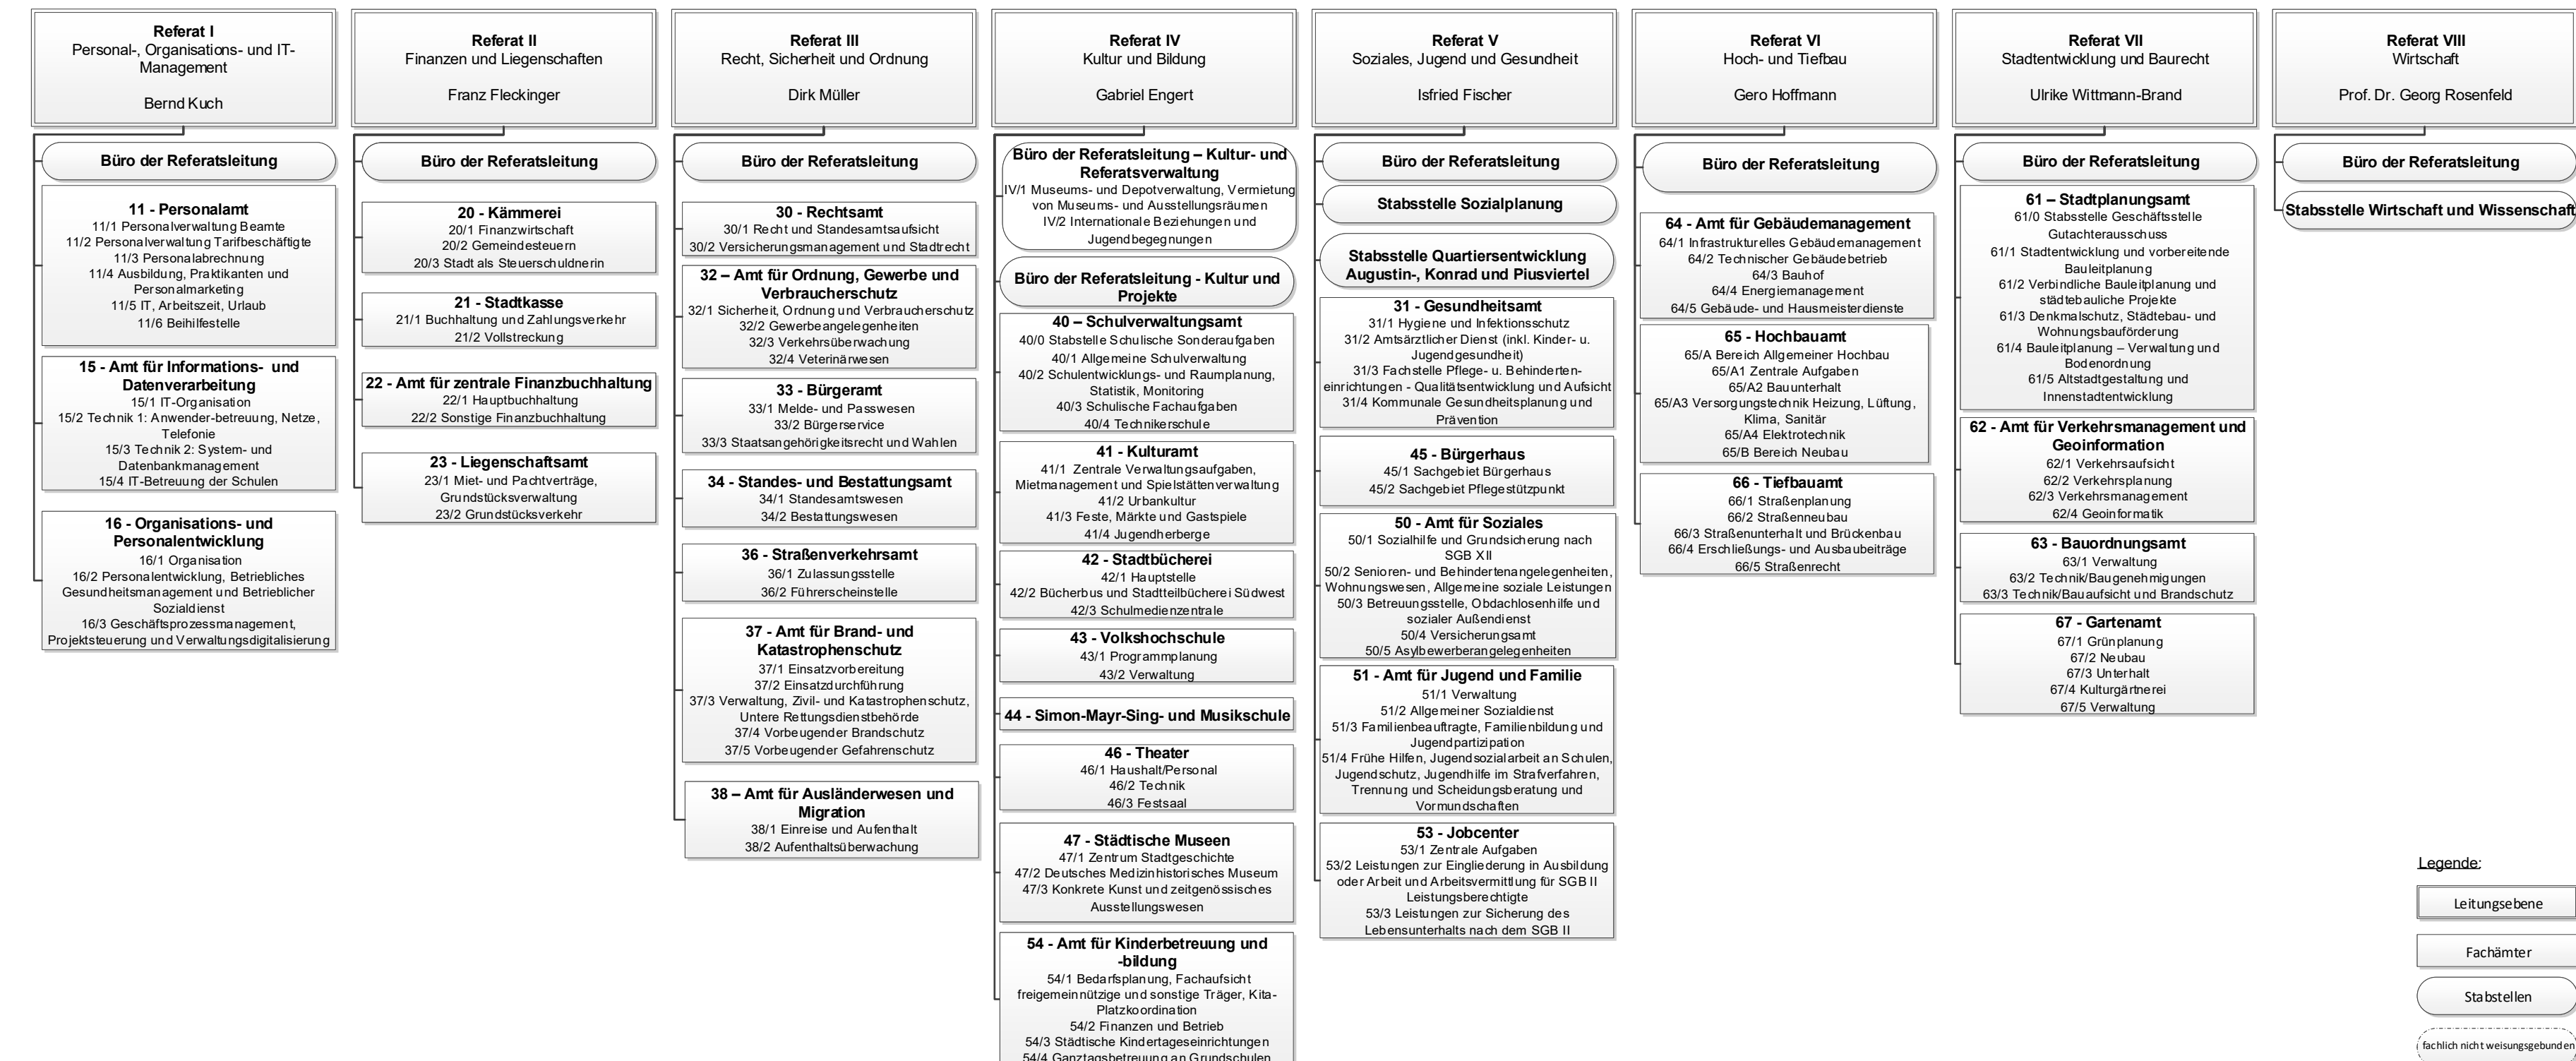 Referat I
Personal-, Organisations- und IT-
Management
Bernd Kuch
Büro der Referatsleitung
11 - Personalamt
11/1 Personalverwaltung Beamte
11/2 Personalverwaltung Tarifbeschäftigte
11/3 Personalabrechnung
11/4 Ausbildung, Praktikanten und
Personalmarketing
11/5 IT, Arbeitszeit, Urlaub
11/6 Beihilfestelle
15 - Amt für Informations- und
Datenverarbeitung
15/1 IT-Organisation
15/2 Technik 1: Anwender-betreuung, Netze,
Telefonie
15/3 Technik 2: System- und
Datenbankmanagement
15/4 IT-Betreuung der Schulen
16 - Organisations- und
Personalentwicklung
16/1 Organisation
16/2 Personalentwicklung, Betriebliches
Gesundheitsmanagement und Betrieblicher
Sozialdienst
16/3 Geschäftsprozessmanagement,
Projektsteuerung und Verwaltungsdigitalisierung
Referat II
Finanzen und Liegenschaften
Franz Fleckinger
Büro der Referatsleitung
20 - Kämmerei
20/1 Finanzwirtschaft
20/2 Gemeindesteuern
20/3 Stadt als Steuerschuldnerin
21 - Stadtkasse
21/1 Buchhaltung und Zahlungsverkehr
21/2 Vollstreckung
22 - Amt für zentrale Finanzbuchhaltung
22/1 Hauptbuchhaltung
22/2 Sonstige Finanzbuchhaltung
23 - Liegenschaftsamt
23/1 Miet- und Pachtverträge,
Grundstücksverwaltung
23/2 Grundstücksverkehr
Referat III
Recht, Sicherheit und Ordnung
Dirk Müller
Büro der Referatsleitung
30 - Rechtsamt
30/1 Recht und Standesamtsaufsicht
30/2 Versicherungsmanagement und Stadtrecht
32 – Amt für Ordnung, Gewerbe und
Verbraucherschutz
32/1 Sicherheit, Ordnung und Verbraucherschutz
32/2 Gewerbeangelegenheiten
32/3 Verkehrsüberwachung
32/4 Veterinärwesen
33 - Bürgeramt
33/1 Melde- und Passwesen
33/2 Bürgerservice
33/3 Staatsangehörigkeitsrecht und Wahlen
34 - Standes- und Bestattungsamt
34/1 Standesamtswesen
34/2 Bestattungswesen
36 - Straßenverkehrsamt
36/1 Zulassungsstelle
36/2 Führerscheinstelle
37 - Amt für Brand- und
Katastrophenschutz
37/1 Einsatzvorbereitung
37/2 Einsatzdurchführung
37/3 Verwaltung, Zivil- und Katastrophenschutz,
Untere Rettungsdienstbehörde
37/4 Vorbeugender Brandschutz
37/5 Vorbeugender Gefahrenschutz
38 – Amt für Ausländerwesen und
Migration
38/1 Einreise und Aufenthalt
38/2 Aufenthaltsüberwachung
Referat IV
Kultur und Bildung
Gabriel Engert
Büro der Referatsleitung – Kultur- und
Referatsverwaltung
IV/1 Museums- und Depotverwaltung, Vermietung
von Museums- und Ausstellungsräumen
IV/2 Internationale Beziehungen und
Jugendbegegnungen
Büro der Referatsleitung - Kultur und
Projekte
40 – Schulverwaltungsamt
40/0 Stabstelle Schulische Sonderaufgaben
40/1 Allgemeine Schulverwaltung
40/2 Schulentwicklungs- und Raumplanung,
Statistik, Monitoring
40/3 Schulische Fachaufgaben
40/4 Technikerschule
41 - Kulturamt
41/1 Zentrale Verwaltungsaufgaben,
Mietmanagement und Spielstättenverwaltung
41/2 Urbankultur
41/3 Feste, Märkte und Gastspiele
41/4 Jugendherberge
42 - Stadtbücherei
42/1 Hauptstelle
42/2 Bücherbus und Stadtteilbücherei Südwest
42/3 Schulmedienzentrale
43 - Volkshochschule
43/1 Programmplanung
43/2 Verwaltung
44 - Simon-Mayr-Sing- und Musikschule
46 - Theater
46/1 Haushalt/Personal
46/2 Technik
46/3 Festsaal
47 - Städtische Museen
47/1 Zentrum Stadtgeschichte
47/2 Deutsches Medizinhistorisches Museum
47/3 Konkrete Kunst und zeitgenössisches
Ausstellungswesen
54 - Amt für Kinderbetreuung und
-bildung
54/1 Bedarfsplanung, Fachaufsicht
freigemeinnützige und sonstige Träger, Kita-
Platzkoordination
54/2 Finanzen und Betrieb
54/3 Städtische Kindertageseinrichtungen
54/4 Ganztagsbetreuung an Grundschulen
Referat V
Soziales, Jugend und Gesundheit
Isfried Fischer
Büro der Referatsleitung
Stabsstelle Sozialplanung
Stabsstelle Quartiersentwicklung
Augustin-, Konrad und Piusviertel
31 - Gesundheitsamt
31/1 Hygiene und Infektionsschutz
31/2 Amtsärztlicher Dienst (inkl. Kinder- u.
Jugendgesundheit)
31/3 Fachstelle Pflege- u. Behinderten-
einrichtungen - Qualitätsentwicklung und Aufsicht
31/4 Kommunale Gesundheitsplanung und
Prävention
45 - Bürgerhaus
45/1 Sachgebiet Bürgerhaus
45/2 Sachgebiet Pflegestützpunkt
50 - Amt für Soziales
50/1 Sozialhilfe und Grundsicherung nach
SGB XII
50/2 Senioren- und Behindertenangelegenheiten,
Wohnungswesen, Allgemeine soziale Leistungen
50/3 Betreuungsstelle, Obdachlosenhilfe und
sozialer Außendienst
50/4 Versicherungsamt
50/5 Asylbewerberangelegenheiten
51 - Amt für Jugend und Familie
51/1 Verwaltung
51/2 Allgemeiner Sozialdienst
51/3 Familienbeauftragte, Familienbildung und
Jugendpartizipation
51/4 Frühe Hilfen, Jugendsozialarbeit an Schulen,
Jugendschutz, Jugendhilfe im Strafverfahren,
Trennung und Scheidungsberatung und
Vormundschaften
53 - Jobcenter
53/1 Zentrale Aufgaben
53/2 Leistungen zur Eingliederung in Ausbildung
oder Arbeit und Arbeitsvermittlung für SGB II
Leistungsberechtigte
53/3 Leistungen zur Sicherung des
Lebensunterhalts nach dem SGB II
Referat VI
Hoch- und Tiefbau
Gero Hoffmann
Büro der Referatsleitung
64 - Amt für Gebäudemanagement
64/1 Infrastrukturelles Gebäudemanagement
64/2 Technischer Gebäudebetrieb
64/3 Bauhof
64/4 Energiemanagement
64/5 Gebäude- und Hausmeisterdienste
65 - Hochbauamt
65/A Bereich Allgemeiner Hochbau
65/A1 Zentrale Aufgaben
65/A2 Bauunterhalt
65/A3 Versorgungstechnik Heizung, Lüftung,
Klima, Sanitär
65/A4 Elektrotechnik
65/B Bereich Neubau
66 - Tiefbauamt
66/1 Straßenplanung
66/2 Straßenneubau
66/3 Straßenunterhalt und Brückenbau
66/4 Erschließungs- und Ausbaubeiträge
66/5 Straßenrecht
Referat VII
Stadtentwicklung und Baurecht
Ulrike Wittmann-Brand
Büro der Referatsleitung
61 – Stadtplanungsamt
61/0 Stabsstelle Geschäftsstelle
Gutachterausschuss
61/1 Stadtentwicklung und vorbereitende
Bauleitplanung
61/2 Verbindliche Bauleitplanung und
städtebauliche Projekte
61/3 Denkmalschutz, Städtebau- und
Wohnungsbauförderung
61/4 Bauleitplanung – Verwaltung und
Bodenordnung
61/5 Altstadtgestaltung und
Innenstadtentwicklung
62 - Amt für Verkehrsmanagement und
Geoinformation
62/1 Verkehrsaufsicht
62/2 Verkehrsplanung
62/3 Verkehrsmanagement
62/4 Geoinformatik
63 - Bauordnungsamt
63/1 Verwaltung
63/2 Technik/Baugenehmigungen
63/3 Technik/Bauaufsicht und Brandschutz
67 - Gartenamt
67/1 Grünplanung
67/2 Neubau
67/3 Unterhalt
67/4 Kulturgärtnerei
67/5 Verwaltung
Referat VIII
Wirtschaft
Prof. Dr. Georg Rosenfeld
Büro der Referatsleitung
Stabsstelle Wirtschaft und Wissenschaft
Legende:
Leitungsebene
Fachämter
Stabstellen
fachlich nicht weisungsgebunden